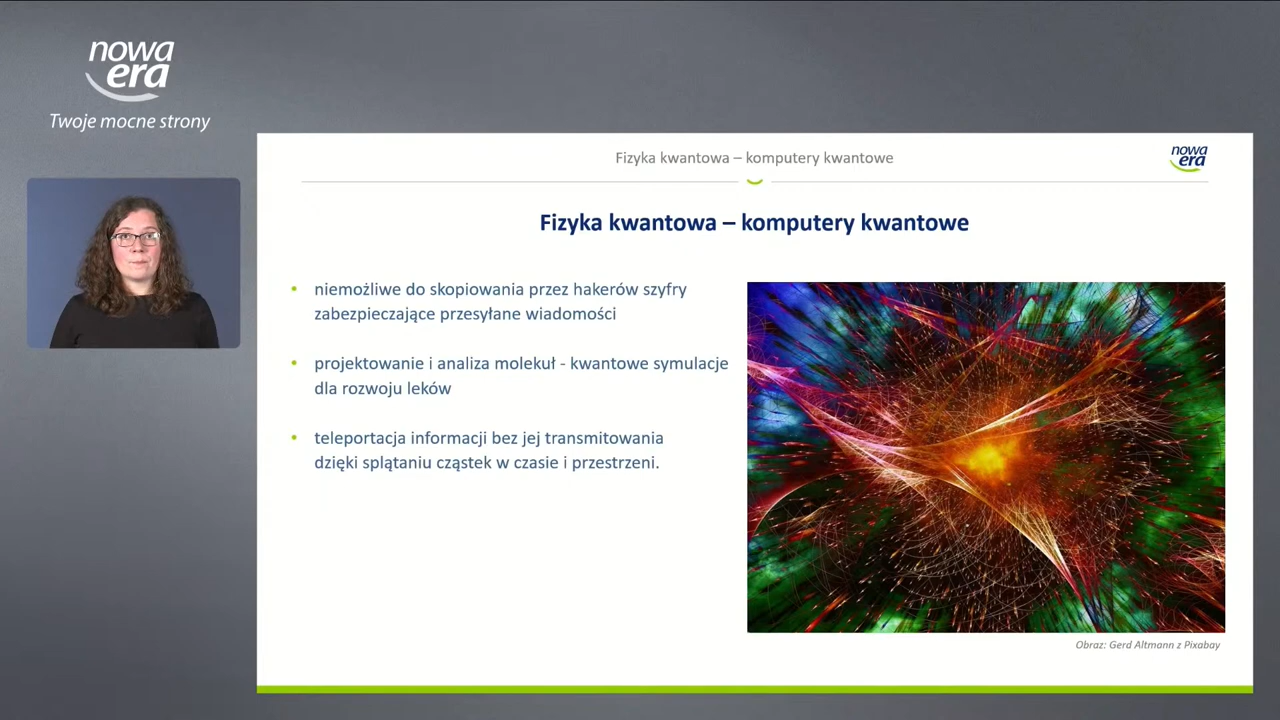 nowa
era
Twoje mocne strony
Fizyka kwantowa – komputery kwantowe
nowa
era
Fizyka kwantowa – komputery kwantowe
• niemożliwe do skopiowania przez hakerów szyfry
zabezpieczające przesyłane wiadomości
• projektowanie i analiza molekuł - kwantowe symulacje
dla rozwoju leków
• teleportacja informacji bez jej transmitowania
dzięki splątaniu cząstek w czasie i przestrzeni.
Obraz: Gerd Altmann z Pixabay